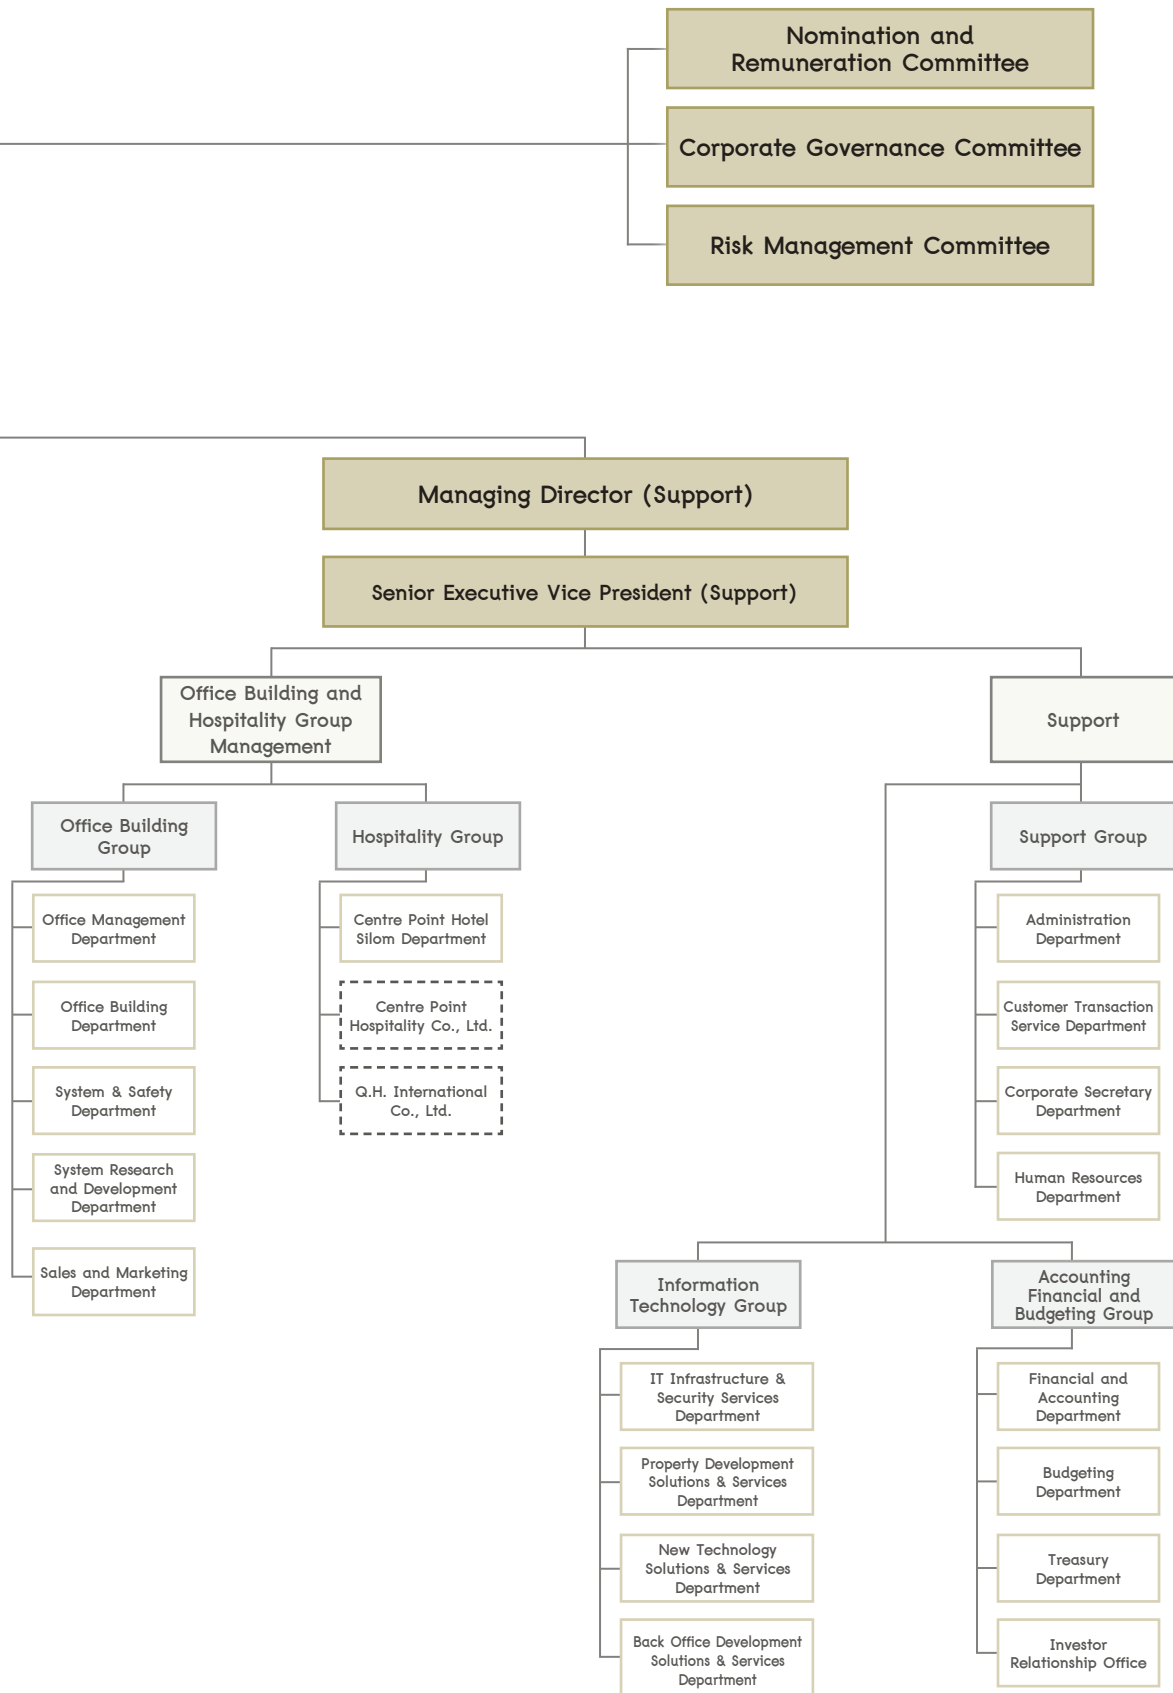 Nomination and
Remuneration Committee
Corporate Governance Committee
Risk Management Committee
Managing Director (Support)
Senior Executive Vice President (Support)
Office Building and
Hospitality Group
Management
Support
Office Building
Group
Hospitality Group
Support Group
Office Management
Department
Office Building
Department
System & Safety
Department
System Research
and Development
Department
Sales and Marketing
Department
Centre Point Hotel
Silom Department
Centre Point
Hospitality Co., Ltd.
Q.H. International
Co., Ltd.
Administration
Department
Customer Transaction
Service Department
Corporate Secretary
Department
Human Resources
Department
Information
Technology Group
Accounting
Financial and
Budgeting Group
IT Infrastructure &
Security Services
Department
Property Development
Solutions & Services
Department
New Technology
Solutions & Services
Department
Back Office Development
Solutions & Services
Department
Financial and
Accounting
Department
Budgeting
Department
Treasury
Department
Investor
Relationship Office